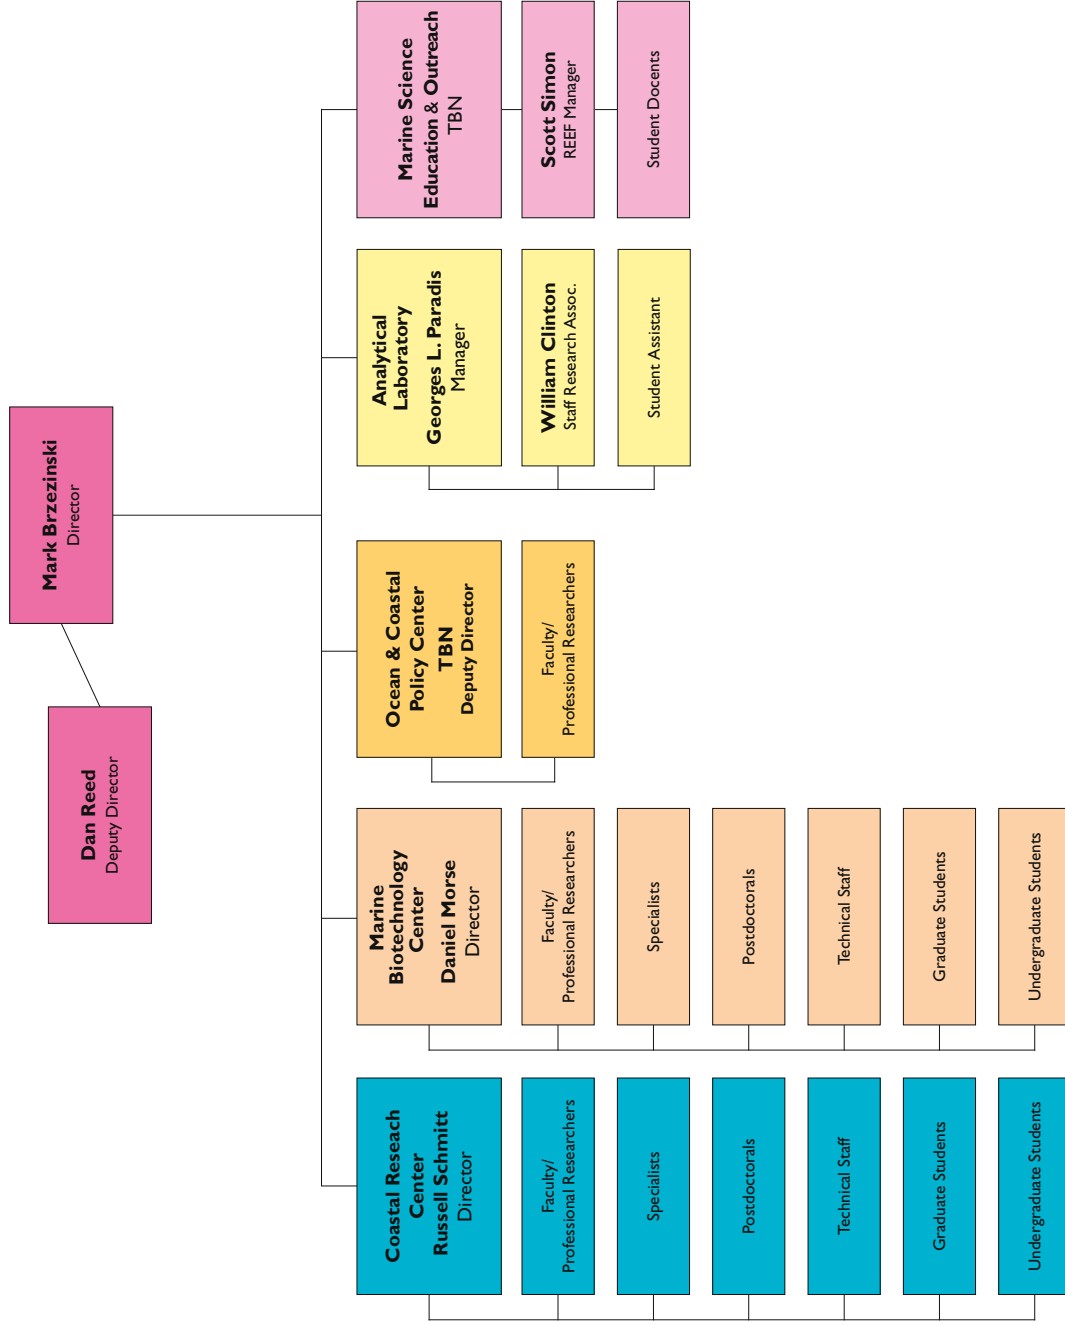 Mark Brzezinski
Director
Dan Reed
Deputy Director
Coastal Reseach
Center
Russell Schmitt
Director
Faculty/
Professional Researchers
Specialists
Postdoctorals
Technical Staff
Graduate Students
Undergraduate Students
Marine
Biotechnology
Center
Daniel Morse
Director
Faculty/
Professional Researchers
Specialists
Postdoctorals
Technical Staff
Graduate Students
Undergraduate Students
Ocean & Coastal
Policy Center
TBN
Deputy Director
Faculty/
Professional Researchers
Analytical
Laboratory
Georges L. Paradis
Manager
William Clinton
Staff Research Assoc.
Student Assistant
Marine Science
Education & Outreach
TBN
Scott Simon
REEF Manager
Student Docents